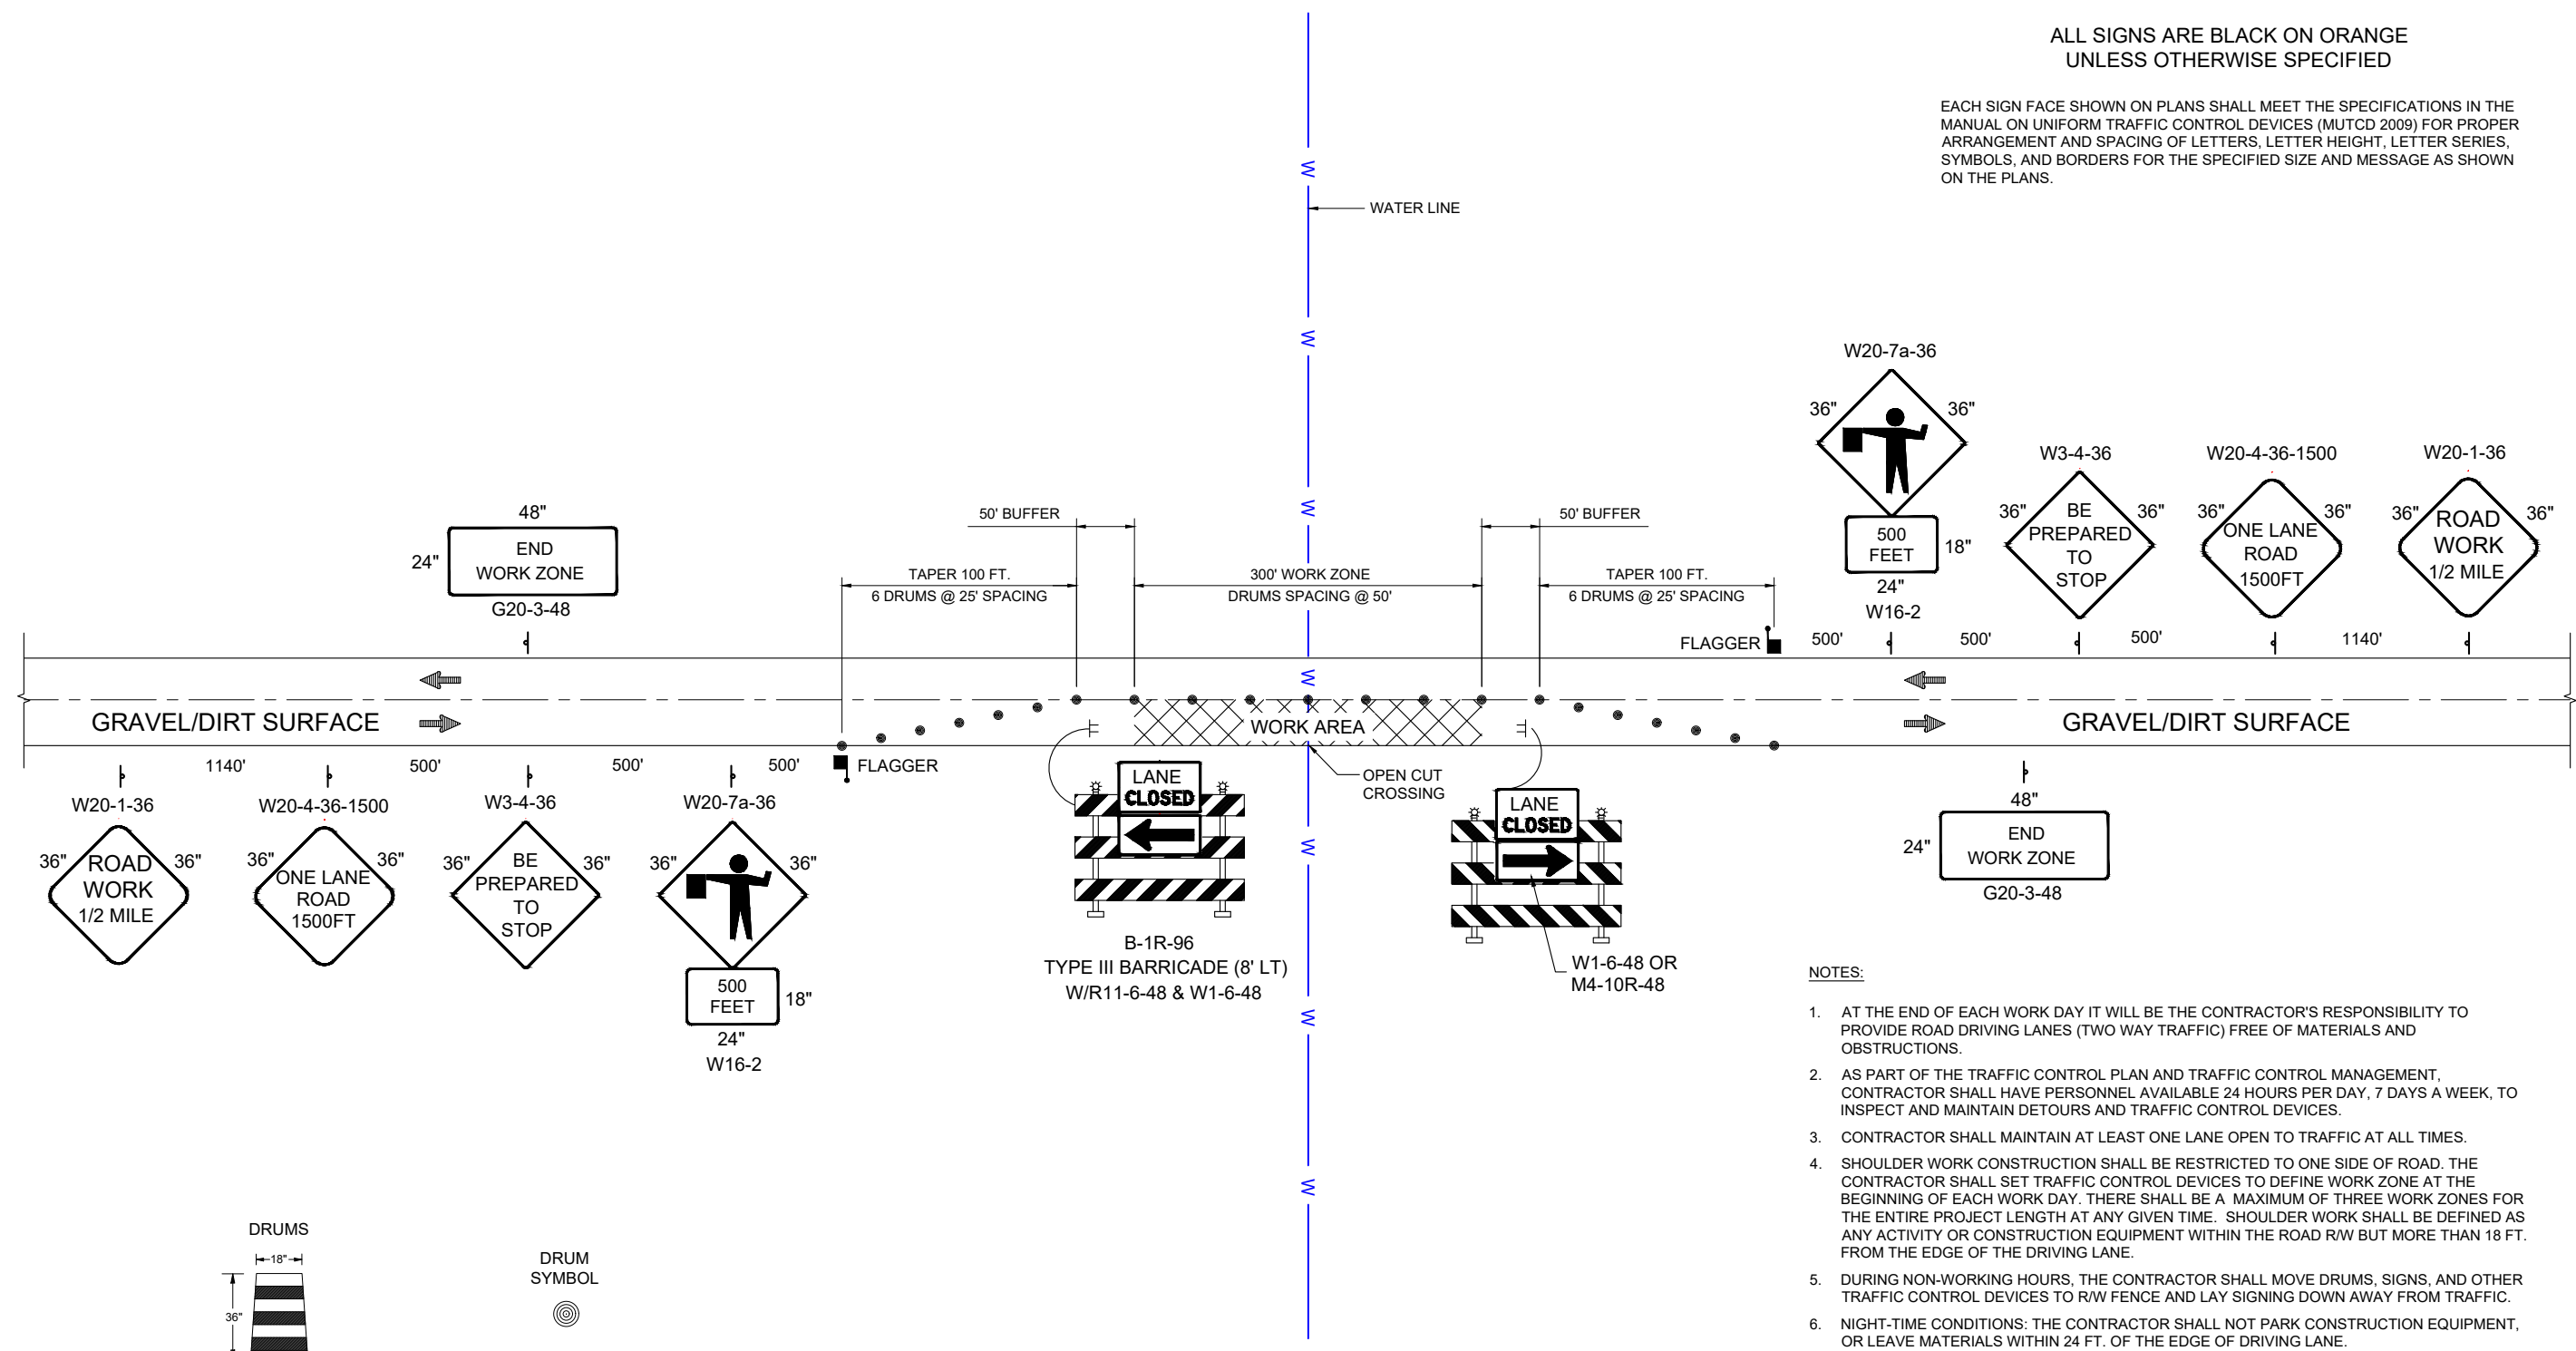 ALL SIGNS ARE BLACK ON ORANGE
UNLESS OTHERWISE SPECIFIED
EACH SIGN FACE SHOWN ON PLANS SHALL MEET THE SPECIFICATIONS IN THE
MANUAL ON UNIFORM TRAFFIC CONTROL DEVICES (MUTCD 2009) FOR PROPER
ARRANGEMENT AND SPACING OF LETTERS, LETTER HEIGHT, LETTER SERIES,
SYMBOLS, AND BORDERS FOR THE SPECIFIED SIZE AND MESSAGE AS SHOWN
ON THE PLANS.
W
WATER LINE
W
W
W
W20-7a-36
36" 36"
500
FEET
18"
24"
W16-2
W3-4-36
36" 36"
BE
PREPARED
TO
STOP
W20-4-36-1500
36" 36"
ONE LANE
ROAD
1500FT
W20-1-36
36" 36"
ROAD
WORK
1/2 MILE
48"
24"
END
WORK ZONE
G20-3-48
50' BUFFER
50' BUFFER
TAPER 100 FT.
6 DRUMS @ 25' SPACING
300' WORK ZONE
DRUMS SPACING @ 50'
TAPER 100 FT.
6 DRUMS @ 25' SPACING
FLAGGER
500' 500' 500' 1140'
W
GRAVEL/DIRT SURFACE
WORK AREA
GRAVEL/DIRT SURFACE
1140' 500' 500' 500'
FLAGGER
OPEN CUT
CROSSING
W20-1-36
36" 36"
ROAD
WORK
1/2 MILE
W20-4-36-1500
36" 36"
ONE LANE
ROAD
1500FT
W3-4-36
36" 36"
BE
PREPARED
TO
STOP
W20-7a-36
36" 36"
500
FEET
18"
24"
W16-2
LANE
CLOSED
B-1R-96
TYPE III BARRICADE (8' LT)
W/R11-6-48 & W1-6-48
LANE
CLOSED
W1-6-48 OR
M4-10R-48
48"
24"
END
WORK ZONE
G20-3-48
W
W
W
NOTES:
1. AT THE END OF EACH WORK DAY IT WILL BE THE CONTRACTOR'S RESPONSIBILITY TO
PROVIDE ROAD DRIVING LANES (TWO WAY TRAFFIC) FREE OF MATERIALS AND
OBSTRUCTIONS.
2. AS PART OF THE TRAFFIC CONTROL PLAN AND TRAFFIC CONTROL MANAGEMENT,
CONTRACTOR SHALL HAVE PERSONNEL AVAILABLE 24 HOURS PER DAY, 7 DAYS A WEEK, TO
INSPECT AND MAINTAIN DETOURS AND TRAFFIC CONTROL DEVICES.
3. CONTRACTOR SHALL MAINTAIN AT LEAST ONE LANE OPEN TO TRAFFIC AT ALL TIMES.
4. SHOULDER WORK CONSTRUCTION SHALL BE RESTRICTED TO ONE SIDE OF ROAD. THE
CONTRACTOR SHALL SET TRAFFIC CONTROL DEVICES TO DEFINE WORK ZONE AT THE
BEGINNING OF EACH WORK DAY. THERE SHALL BE A MAXIMUM OF THREE WORK ZONES FOR
THE ENTIRE PROJECT LENGTH AT ANY GIVEN TIME. SHOULDER WORK SHALL BE DEFINED AS
ANY ACTIVITY OR CONSTRUCTION EQUIPMENT WITHIN THE ROAD R/W BUT MORE THAN 18 FT.
FROM THE EDGE OF THE DRIVING LANE.
5. DURING NON-WORKING HOURS, THE CONTRACTOR SHALL MOVE DRUMS, SIGNS, AND OTHER
TRAFFIC CONTROL DEVICES TO R/W FENCE AND LAY SIGNING DOWN AWAY FROM TRAFFIC.
6. NIGHT-TIME CONDITIONS: THE CONTRACTOR SHALL NOT PARK CONSTRUCTION EQUIPMENT,
OR LEAVE MATERIALS WITHIN 24 FT. OF THE EDGE OF DRIVING LANE.
DRUMS
18"
36"
DRUM
SYMBOL